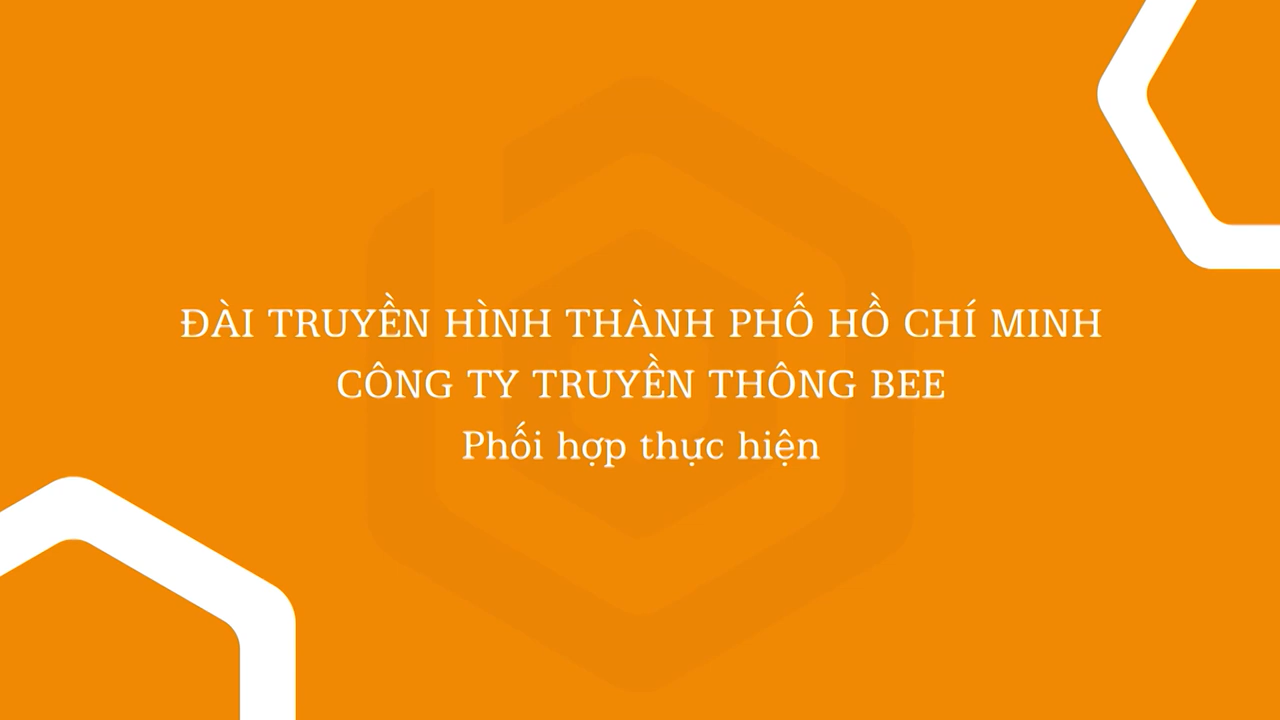 ĐÀI TRUYỀN HÌNH THÀNH PHỐ HỒ CHÍ MINH
CÔNG TY TRUYỀN THÔNG BEE
Phối hợp thực hiện